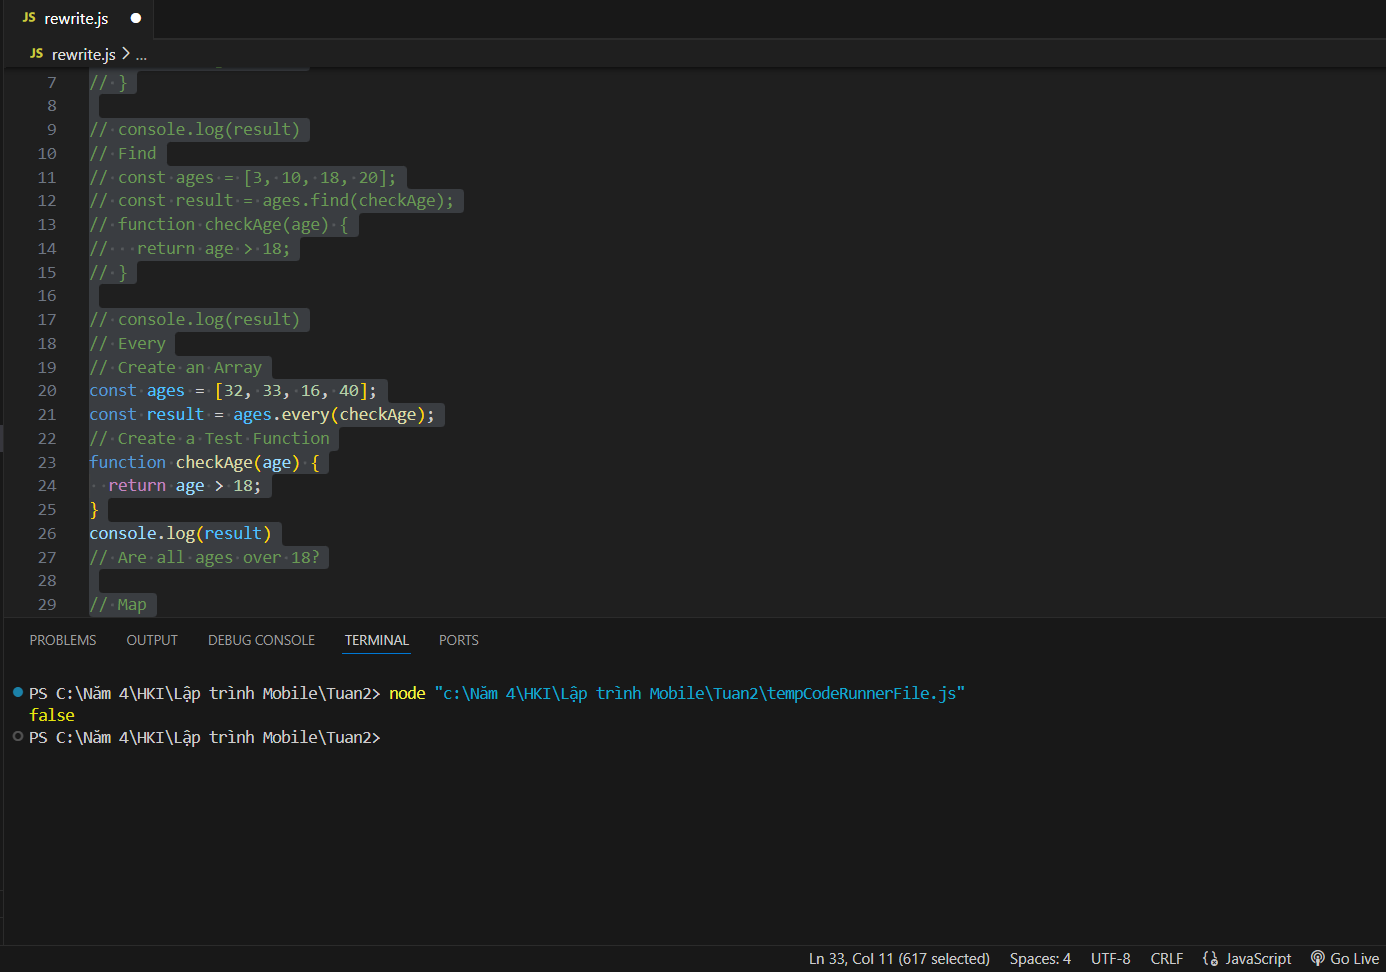 JS rewrite.js
JS rewrite.js > ...
7 // }
8
9 // console.log(result)
10 // Find
11 // const ages = [3, 10, 18, 20];
12 // const result = ages.find(checkAge);
13 // function checkAge(age) {
14 //   return age > 18;
15 // }
16
17 // console.log(result)
18 // Every
19 // Create an Array
20 const ages = [32, 33, 16, 40];
21 const result = ages.every(checkAge);
22 // Create a Test Function
23 function checkAge(age) {
24   return age > 18;
25 }
26 console.log(result)
27 // Are all ages over 18?
28
29 // Map
PROBLEMS OUTPUT DEBUG CONSOLE TERMINAL PORTS
PS C:\Năm 4\HKI\Lập trình Mobile\Tuan2> node "c:\Năm 4\HKI\Lập trình Mobile\Tuan2\tempCodeRunnerFile.js"
false
PS C:\Năm 4\HKI\Lập trình Mobile\Tuan2>
Ln 33, Col 11 (617 selected) Spaces: 4 UTF-8 CRLF JavaScript Go Live